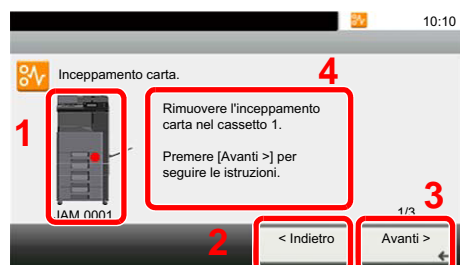 10:10
Inceppamento carta.
4
1
Rimuovere l'inceppamento
carta nel cassetto 1.
Premere [Avanti >] per
seguire le istruzioni.
JAM 0001
3
1/3
2
< Indietro
Avanti >